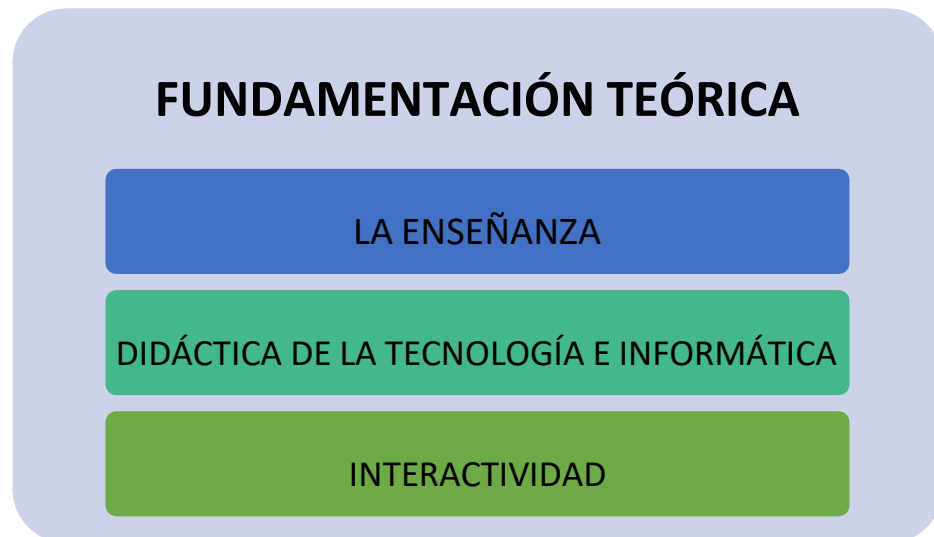 FUNDAMENTACIÓN TEÓRICA
LA ENSEÑANZA
DIDÁCTICA DE LA TECNOLOGÍA E INFORMÁTICA
INTERACTIVIDAD